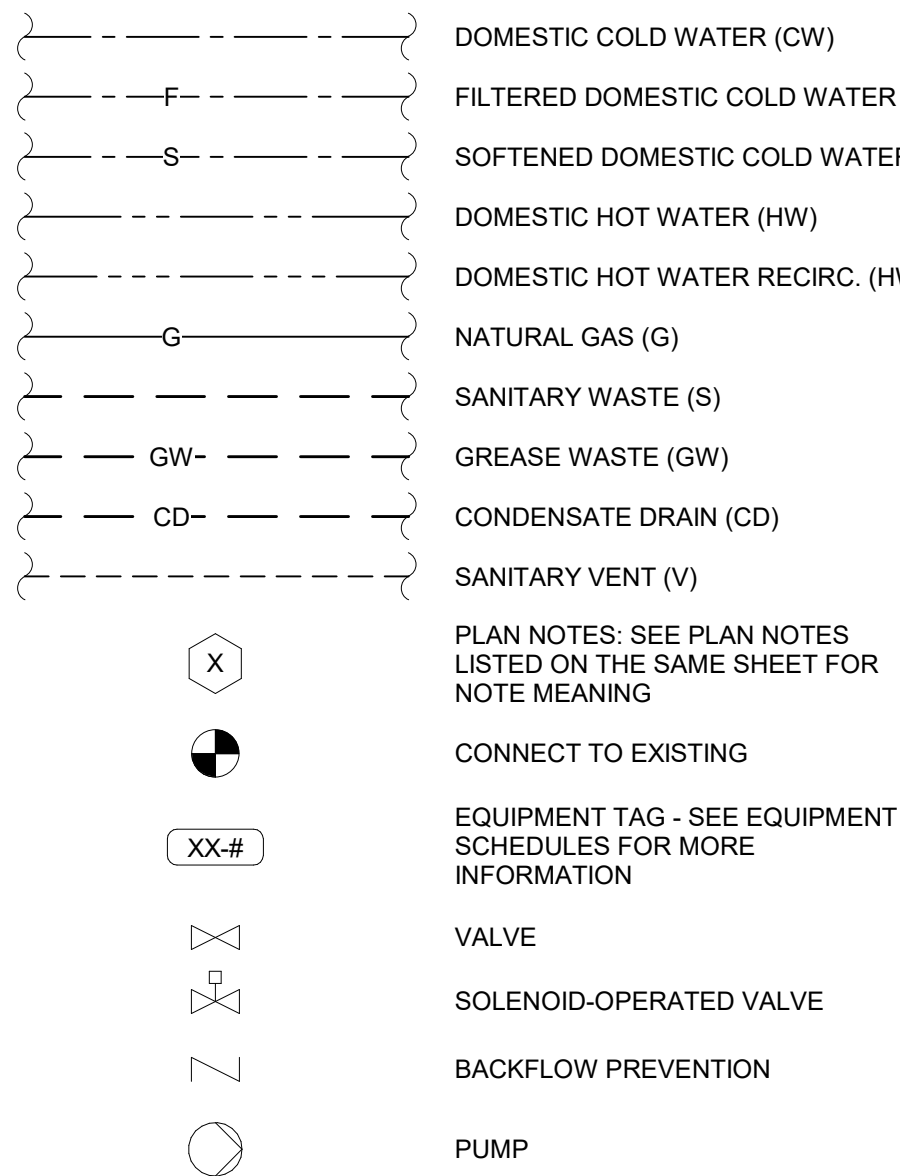 DOMESTIC COLD WATER (CW)
F FILTERED DOMESTIC COLD WATER
S SOFTENED DOMESTIC COLD
DOMESTIC HOT WATER (HW)
DOMESTIC HOT WATER RECIRC.
G NATURAL GAS (G)
SANITARY WASTE (S)
GW GREASE WASTE (GW)
CD CONDENSATE DRAIN (CD)
SANITARY VENT (V)
PLAN NOTES: SEE PLAN NOTES
X LISTED ON THE SAME SHEET FOR
NOTE MEANING
CONNECT TO EXISTING
EQUIPMENT TAG - SEE EQUIPMENT
XX-# SCHEDULES FOR MORE
INFORMATION
VALVE
SOLENOID-OPERATED VALVE
BACKFLOW PREVENTION
PUMP